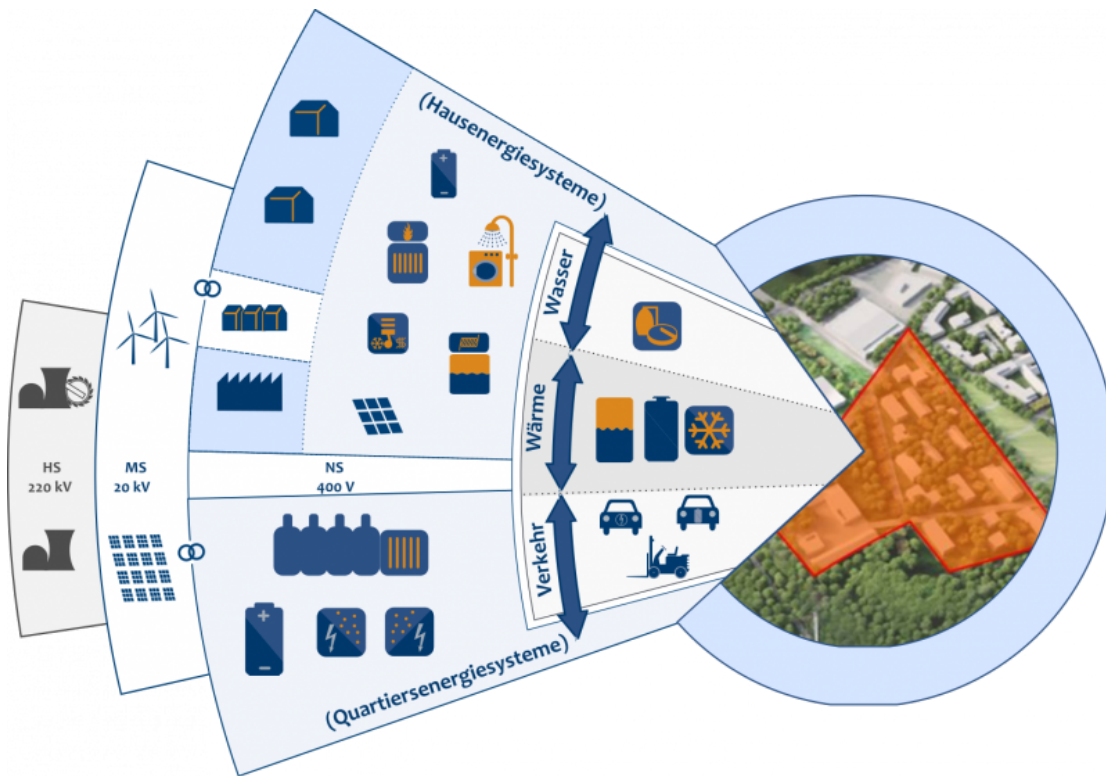 (Hausenergiesysteme)
Wasser
Wärme
Verkehr
HS
220 kV
MS
20 kV
NS
400 V
(Quartiersenergiesysteme)